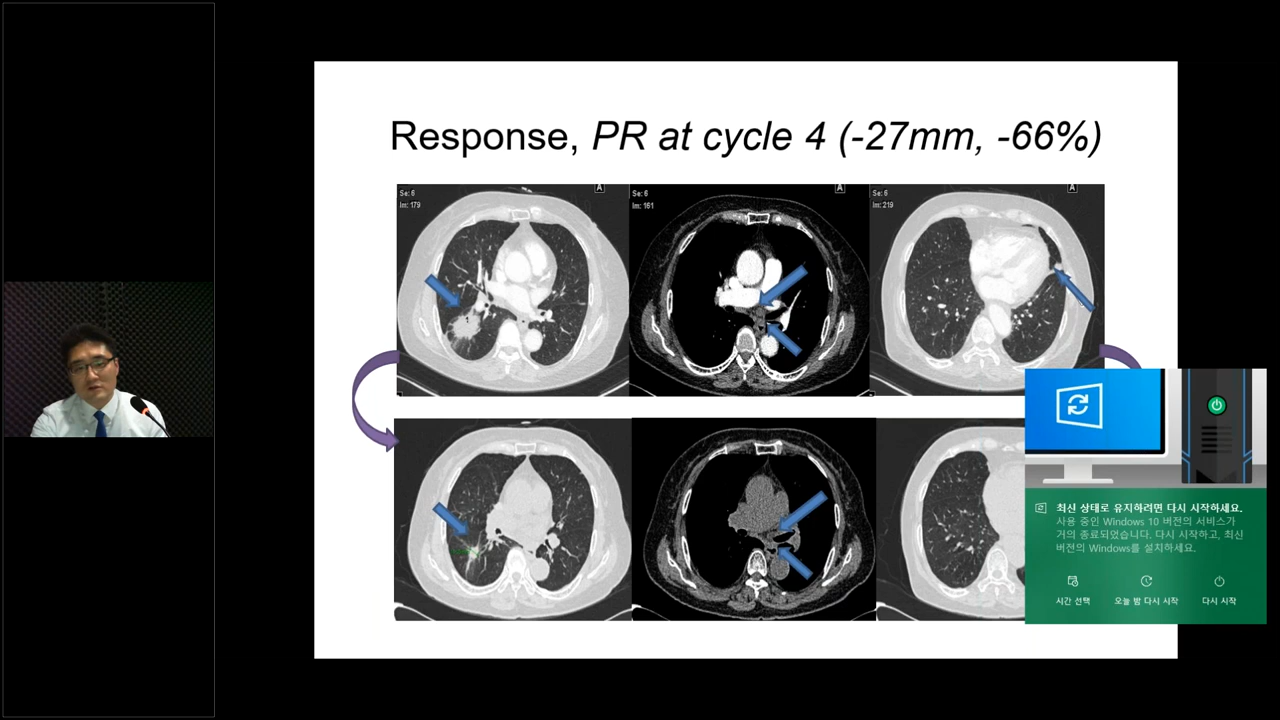 Response, PR at cycle 4 (-27mm, -66%)
Se: 6
Im: 179
A
Se: 6
Im: 161
A
Se: 6
Im: 219
A
최신 상태로 유지하려면 다시 시작하세요.
사용 중인 Windows 10 버전의 서비스가
거의 종료되었습니다. 다시 시작하고, 최신
버전의 Windows를 설치하세요.
시간 선택
오늘 밤 다시 시작
다시 시작